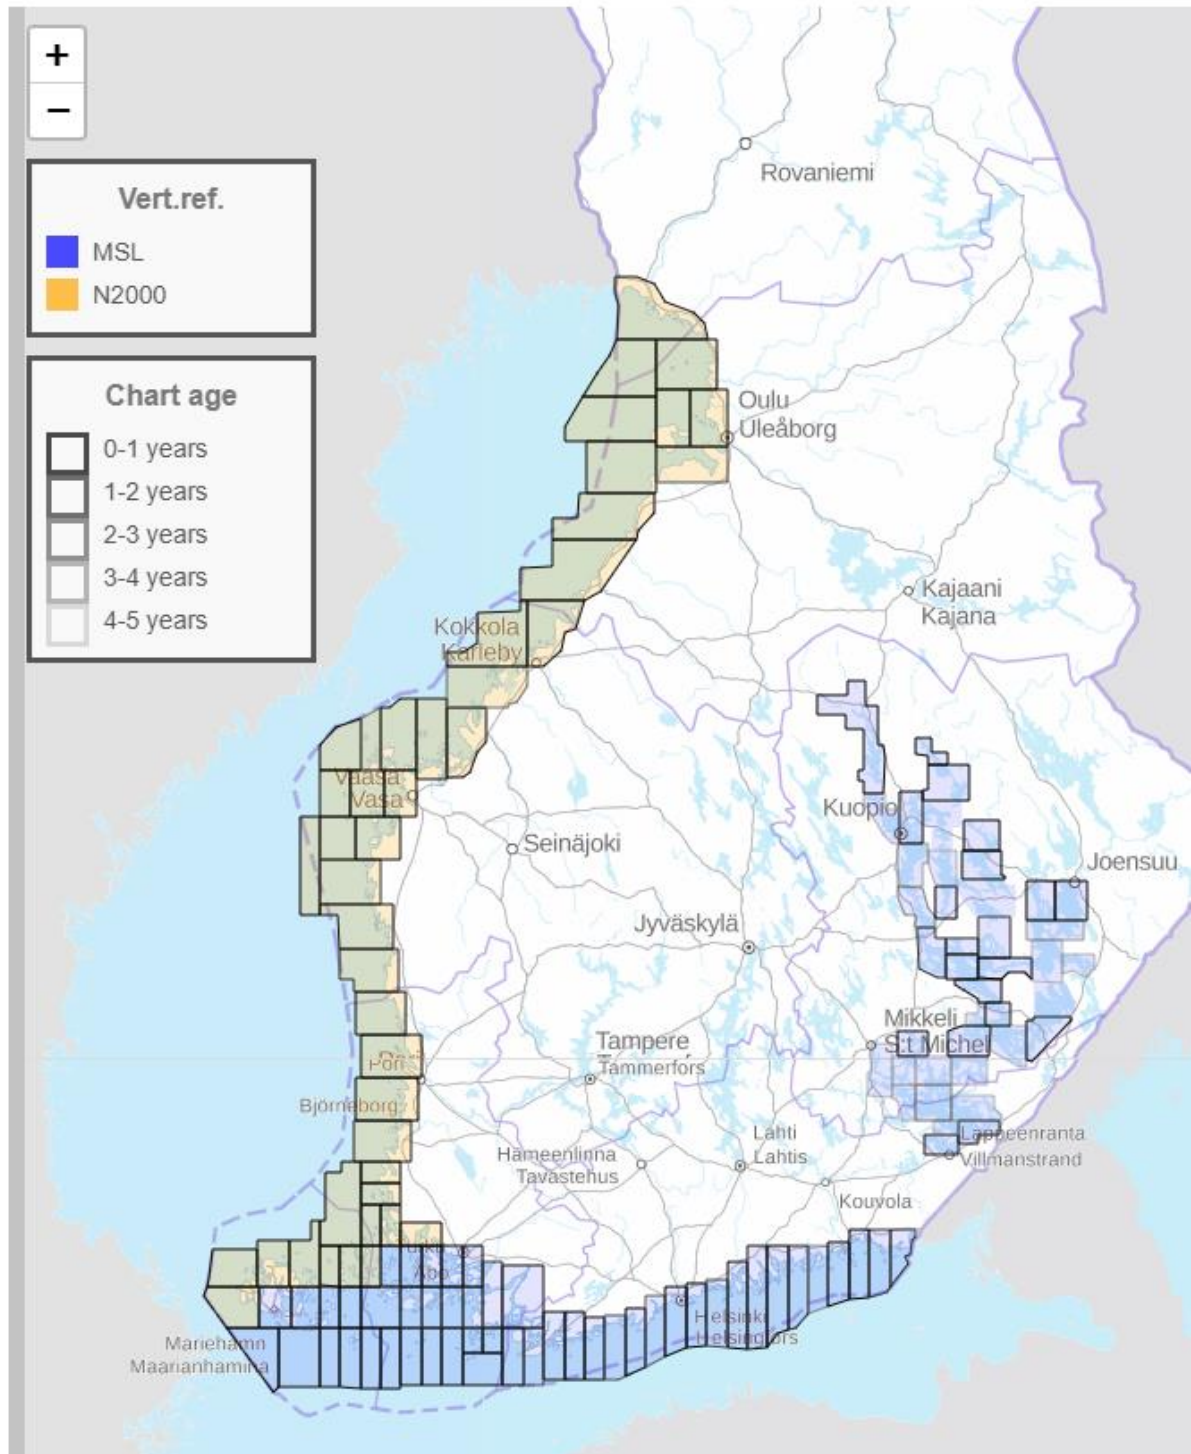 +
−
Vert.ref.
MSL
N2000
Chart age
0-1 years
1-2 years
2-3 years
3-4 years
4-5 years
Rovaniemi
Oulu
Uleåborg
Kajaani
Kajana
Kokkola
Karleby
Vaasa
Vasa
Seinäjoki
Kuopio
Joensuu
Jyväskylä
Mikkeli
S:t Michel
Tampere
Tammerfors
Pori
Björneborg
Lahti
Lahtis
Hämeenlinna
Tavastehus
Lappeenranta
Villmanstrand
Kouvola
Turku
Åbo
Helsinki
Helsingfors
Mariehamn
Maarianhamina